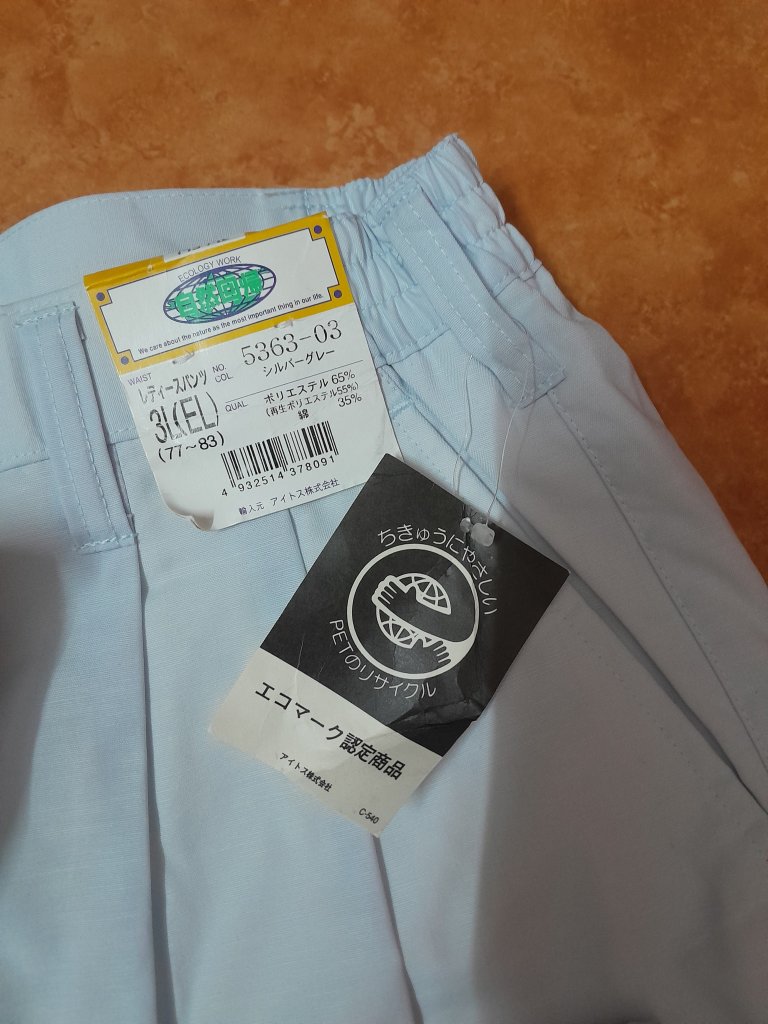 ECOLOGY WORK
自然回帰
We care about the nature as the most important thing in our life.
WAIST
レディースパンツ
3L(EL)
(77~83)
NO. 5363-03
COL. シルバーグレー
QUAL ポリエステル 65%
(再生ポリエステル55%)
綿 35%
4 932514 378091
輸入元 アイトス株式会社
ちきゅうにやさしい
PETのリサイクル
エコマーク認定商品
アイトス株式会社
C-540